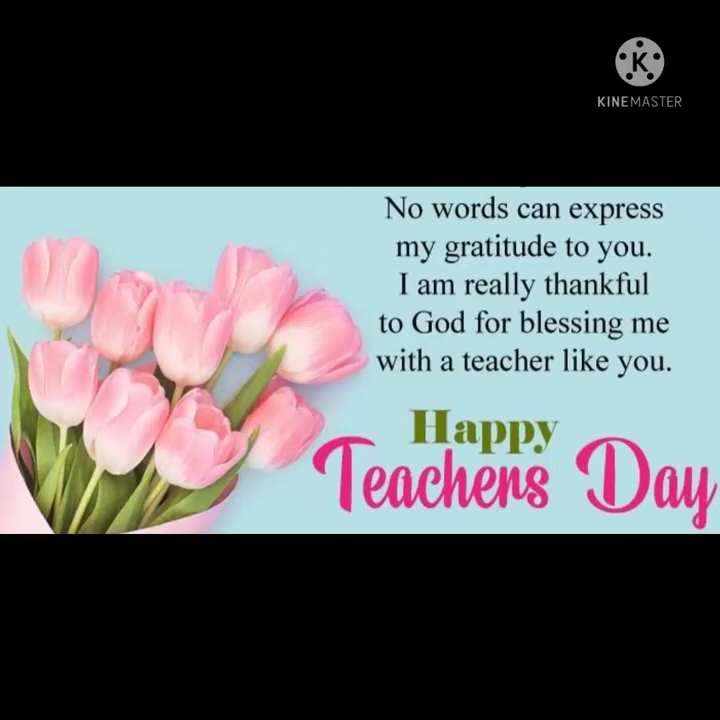 KINEMASTER
No words can express
my gratitude to you.
I am really thankful
to God for blessing me
with a teacher like you.
Happy
Teachers Day